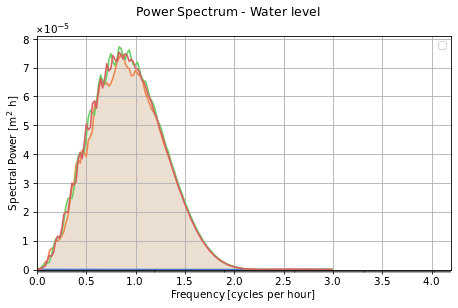 Power Spectrum - Water level
×10⁻⁵
8
7
6
5
4
3
2
1
0
Spectral Power [m² h]
0.0 0.5 1.0 1.5 2.0 2.5 3.0 3.5 4.0
Frequency [cycles per hour]